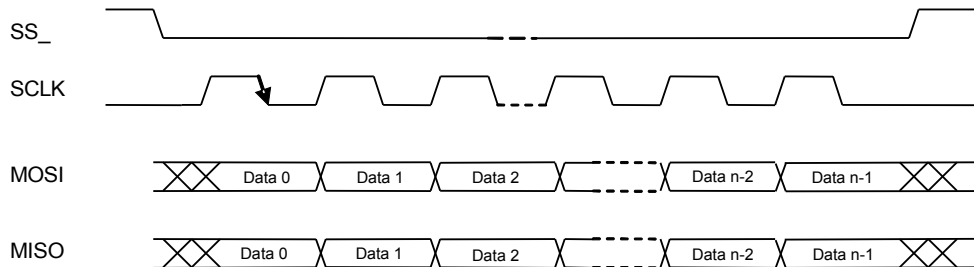 SS_
SCLK
MOSI Data 0 Data 1 Data 2 Data n-2 Data n-1
MISO Data 0 Data 1 Data 2 Data n-2 Data n-1